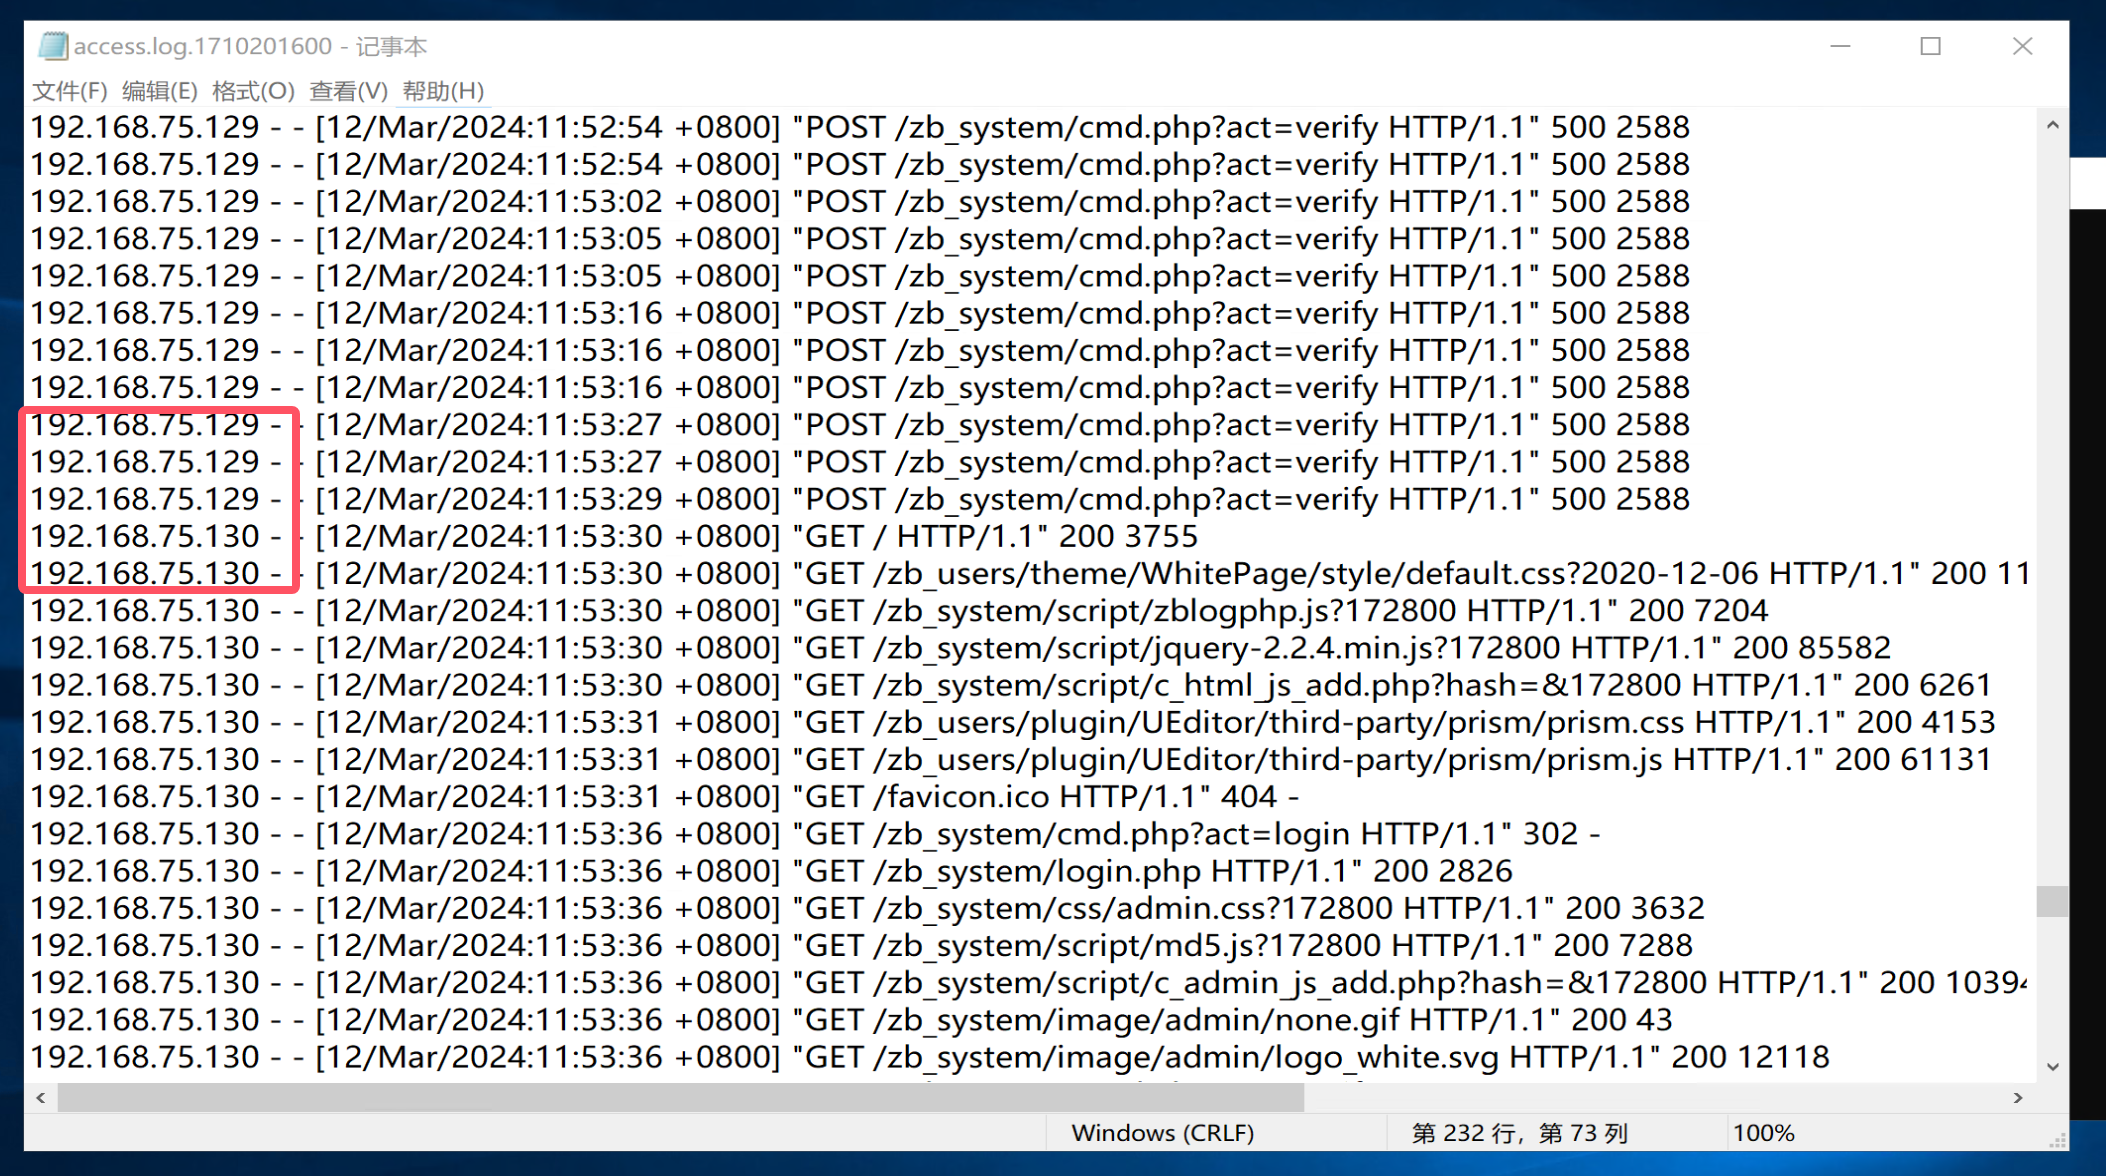 access.log.1710201600 - 记事本
文件(F) 编辑(E) 格式(O) 查看(V) 帮助(H)
192.168.75.129 - - [12/Mar/2024:11:52:54 +0800] "POST /zb_system/cmd.php?act=verify HTTP/1.1" 500 2588
192.168.75.129 - - [12/Mar/2024:11:52:54 +0800] "POST /zb_system/cmd.php?act=verify HTTP/1.1" 500 2588
192.168.75.129 - - [12/Mar/2024:11:53:02 +0800] "POST /zb_system/cmd.php?act=verify HTTP/1.1" 500 2588
192.168.75.129 - - [12/Mar/2024:11:53:05 +0800] "POST /zb_system/cmd.php?act=verify HTTP/1.1" 500 2588
192.168.75.129 - - [12/Mar/2024:11:53:05 +0800] "POST /zb_system/cmd.php?act=verify HTTP/1.1" 500 2588
192.168.75.129 - - [12/Mar/2024:11:53:16 +0800] "POST /zb_system/cmd.php?act=verify HTTP/1.1" 500 2588
192.168.75.129 - - [12/Mar/2024:11:53:16 +0800] "POST /zb_system/cmd.php?act=verify HTTP/1.1" 500 2588
192.168.75.129 - - [12/Mar/2024:11:53:16 +0800] "POST /zb_system/cmd.php?act=verify HTTP/1.1" 500 2588
192.168.75.129 - - [12/Mar/2024:11:53:27 +0800] "POST /zb_system/cmd.php?act=verify HTTP/1.1" 500 2588
192.168.75.129 - - [12/Mar/2024:11:53:27 +0800] "POST /zb_system/cmd.php?act=verify HTTP/1.1" 500 2588
192.168.75.129 - - [12/Mar/2024:11:53:29 +0800] "POST /zb_system/cmd.php?act=verify HTTP/1.1" 500 2588
192.168.75.130 - - [12/Mar/2024:11:53:30 +0800] "GET / HTTP/1.1" 200 3755
192.168.75.130 - - [12/Mar/2024:11:53:30 +0800] "GET /zb_users/theme/WhitePage/style/default.css?2020-12-06 HTTP/1.1" 200 11
192.168.75.130 - - [12/Mar/2024:11:53:30 +0800] "GET /zb_system/script/zblogphp.js?172800 HTTP/1.1" 200 7204
192.168.75.130 - - [12/Mar/2024:11:53:30 +0800] "GET /zb_system/script/jquery-2.2.4.min.js?172800 HTTP/1.1" 200 85582
192.168.75.130 - - [12/Mar/2024:11:53:30 +0800] "GET /zb_system/script/c_html_js_add.php?hash=&172800 HTTP/1.1" 200 6261
192.168.75.130 - - [12/Mar/2024:11:53:31 +0800] "GET /zb_users/plugin/UEditor/third-party/prism/prism.css HTTP/1.1" 200 4153
192.168.75.130 - - [12/Mar/2024:11:53:31 +0800] "GET /zb_users/plugin/UEditor/third-party/prism/prism.js HTTP/1.1" 200 61131
192.168.75.130 - - [12/Mar/2024:11:53:31 +0800] "GET /favicon.ico HTTP/1.1" 404 -
192.168.75.130 - - [12/Mar/2024:11:53:36 +0800] "GET /zb_system/cmd.php?act=login HTTP/1.1" 302 -
192.168.75.130 - - [12/Mar/2024:11:53:36 +0800] "GET /zb_system/login.php HTTP/1.1" 200 2826
192.168.75.130 - - [12/Mar/2024:11:53:36 +0800] "GET /zb_system/css/admin.css?172800 HTTP/1.1" 200 3632
192.168.75.130 - - [12/Mar/2024:11:53:36 +0800] "GET /zb_system/script/md5.js?172800 HTTP/1.1" 200 7288
192.168.75.130 - - [12/Mar/2024:11:53:36 +0800] "GET /zb_system/script/c_admin_js_add.php?hash=&172800 HTTP/1.1" 200 10394
192.168.75.130 - - [12/Mar/2024:11:53:36 +0800] "GET /zb_system/image/admin/none.gif HTTP/1.1" 200 43
192.168.75.130 - - [12/Mar/2024:11:53:36 +0800] "GET /zb_system/image/admin/logo_white.svg HTTP/1.1" 200 12118
Windows (CRLF) 第 232 行，第 73 列 100%